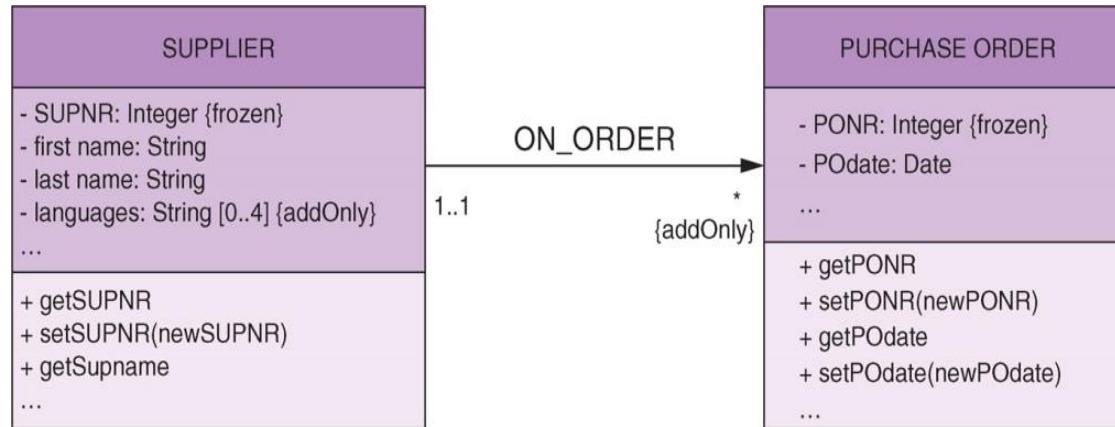 SUPPLIER
- SUPNR: Integer {frozen}
- first name: String
- last name: String
- languages: String [0..4] {addOnly}
...
+ getSUPNR
+ setSUPNR(newSUPNR)
+ getSupname
...
ON_ORDER
1..1
*
{addOnly}
PURCHASE ORDER
- PONR: Integer {frozen}
- POdate: Date
...
+ getPONR
+ setPONR(newPONR)
+ getPOdate
+ setPOdate(newPOdate)
...